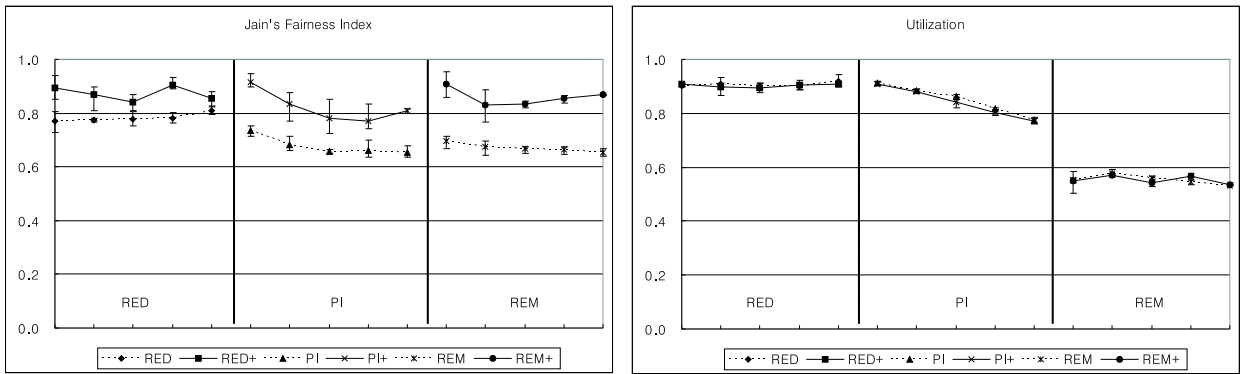 Jain's Fairness Index
1.0
0.8
0.6
0.4
0.2
0.0
RED PI REM
RED RED+ PI PI+ REM REM+
Utilization
1.0
0.8
0.6
0.4
0.2
0.0
RED PI REM
RED RED+ PI PI+ REM REM+